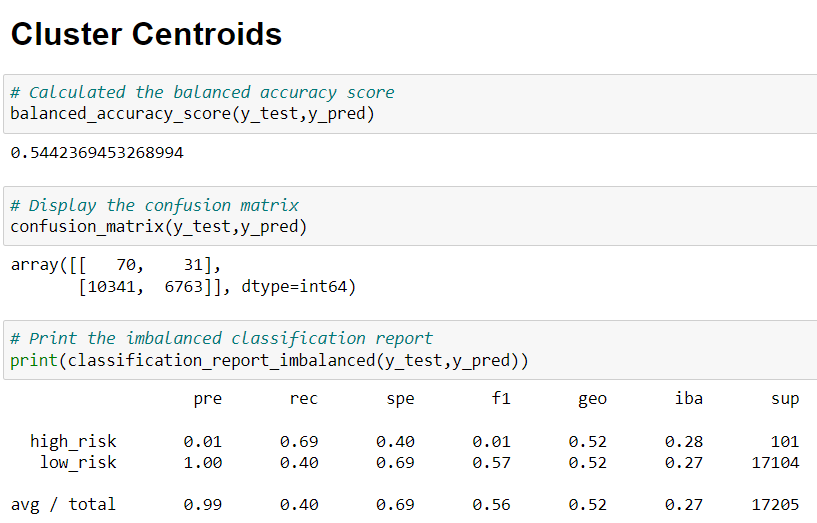 Cluster Centroids
# Calculated the balanced accuracy score
balanced_accuracy_score(y_test,y_pred)
0.5442369453268994
# Display the confusion matrix
confusion_matrix(y_test,y_pred)
array([[   70,    31],
       [10341,  6763]], dtype=int64)
# Print the imbalanced classification report
print(classification_report_imbalanced(y_test,y_pred))
                   pre       rec       spe        f1       geo       iba       sup
  high_risk       0.01      0.69      0.40      0.01      0.52      0.28       101
   low_risk       1.00      0.40      0.69      0.57      0.52      0.27     17104
avg / total       0.99      0.40      0.69      0.56      0.52      0.27     17205